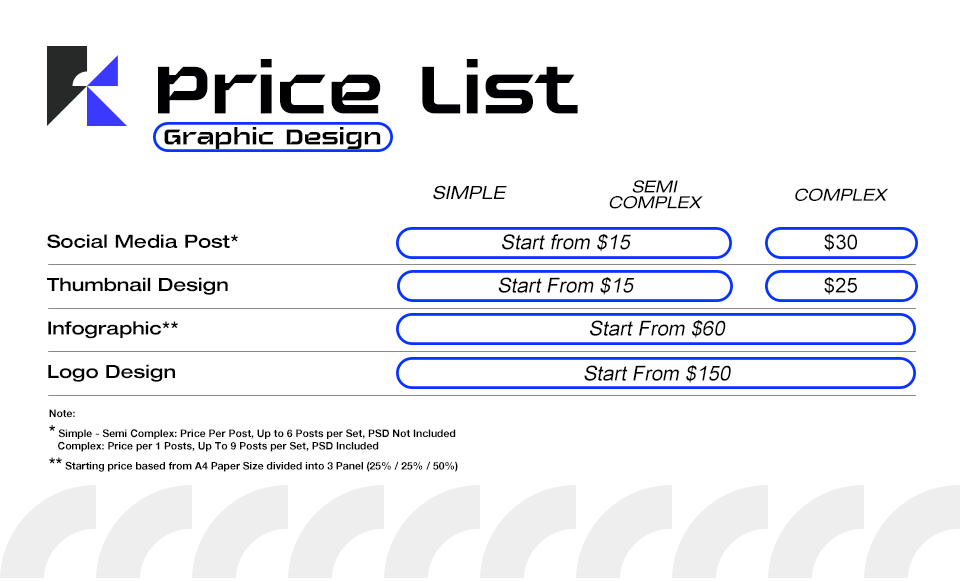 Price List
Graphic Design
SIMPLE
SEMI
COMPLEX
COMPLEX
Social Media Post*
Start from $15
$30
Thumbnail Design
Start From $15
$25
Infographic**
Start From $60
Logo Design
Start From $150
Note:
* Simple - Semi Complex: Price Per Post, Up to 6 Posts per Set, PSD Not Included
Complex: Price per 1 Posts, Up To 9 Posts per Set, PSD Included
** Starting price based from A4 Paper Size divided into 3 Panel (25% / 25% / 50%)